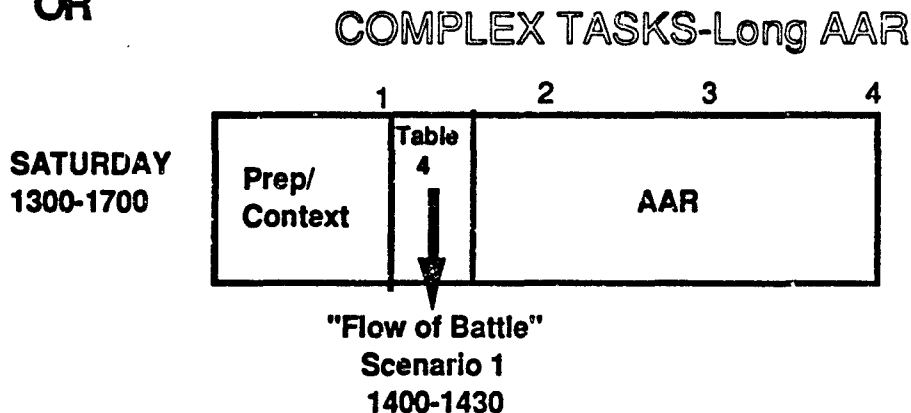 OR
COMPLEX TASKS-Long AAR
1 2 3 4
SATURDAY
1300-1700
Prep/
Context
Table
4
AAR
"Flow of Battle"
Scenario 1
1400-1430